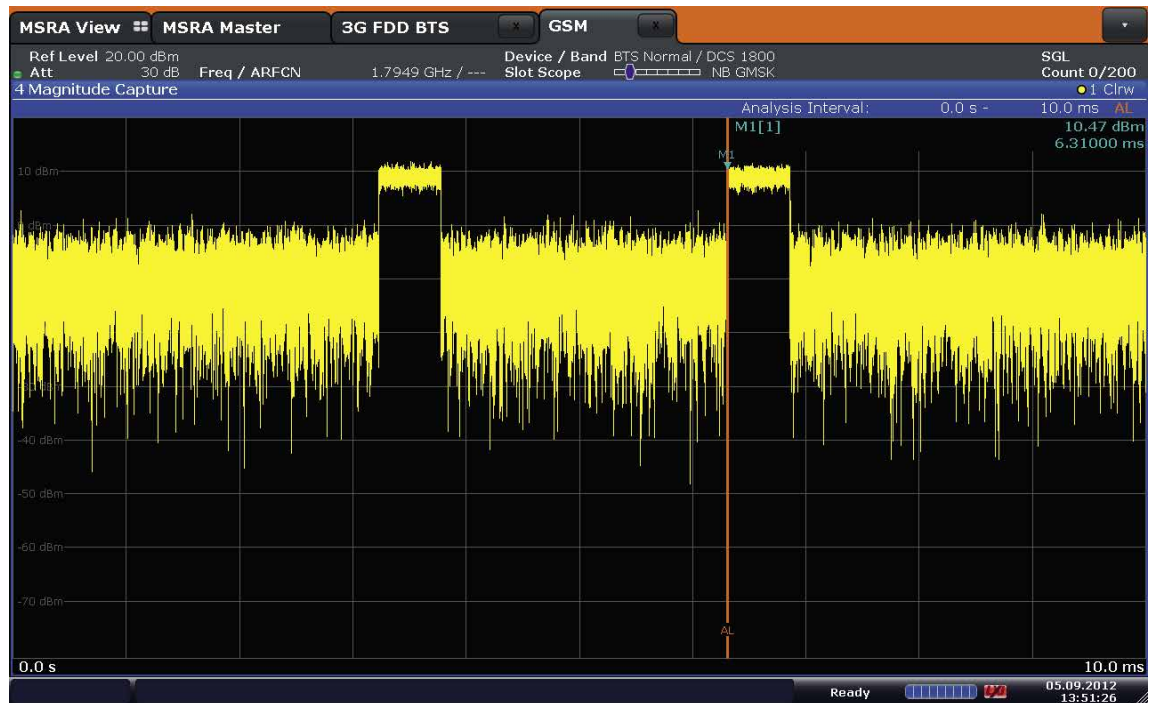 MSRA View MSRA Master 3G FDD BTS x GSM x
Ref Level 20.00 dBm Device / Band BTS Normal / DCS 1800 SGL
Att 30 dB Freq / ARFCN 1.7949 GHz / --- Slot Scope NB GMSK Count 0/200
4 Magnitude Capture 1 Clrw
Analysis Interval: 0.0 s - 10.0 ms AL
M1[1] 10.47 dBm
6.31000 ms
M1
10 dBm
-40 dBm
-50 dBm
-60 dBm
-70 dBm
AL
0.0 s 10.0 ms
Ready 05.09.2012
13:51:26